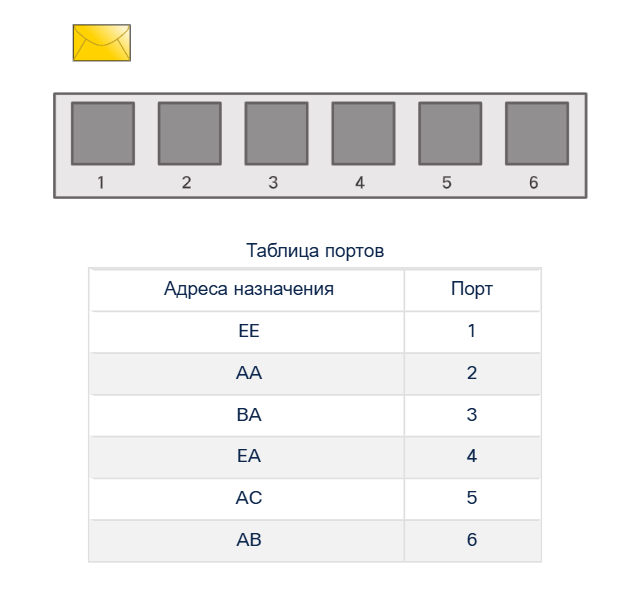 1 2 3 4 5 6
Таблица портов
Адреса назначения Порт
EE 1
AA 2
BA 3
EA 4
AC 5
AB 6